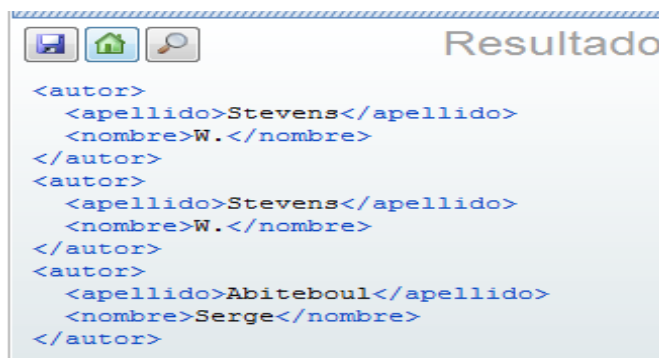 Resultado
<autor>
  <apellido>Stevens</apellido>
  <nombre>W.</nombre>
</autor>
<autor>
  <apellido>Stevens</apellido>
  <nombre>W.</nombre>
</autor>
<autor>
  <apellido>Abiteboul</apellido>
  <nombre>Serge</nombre>
</autor>